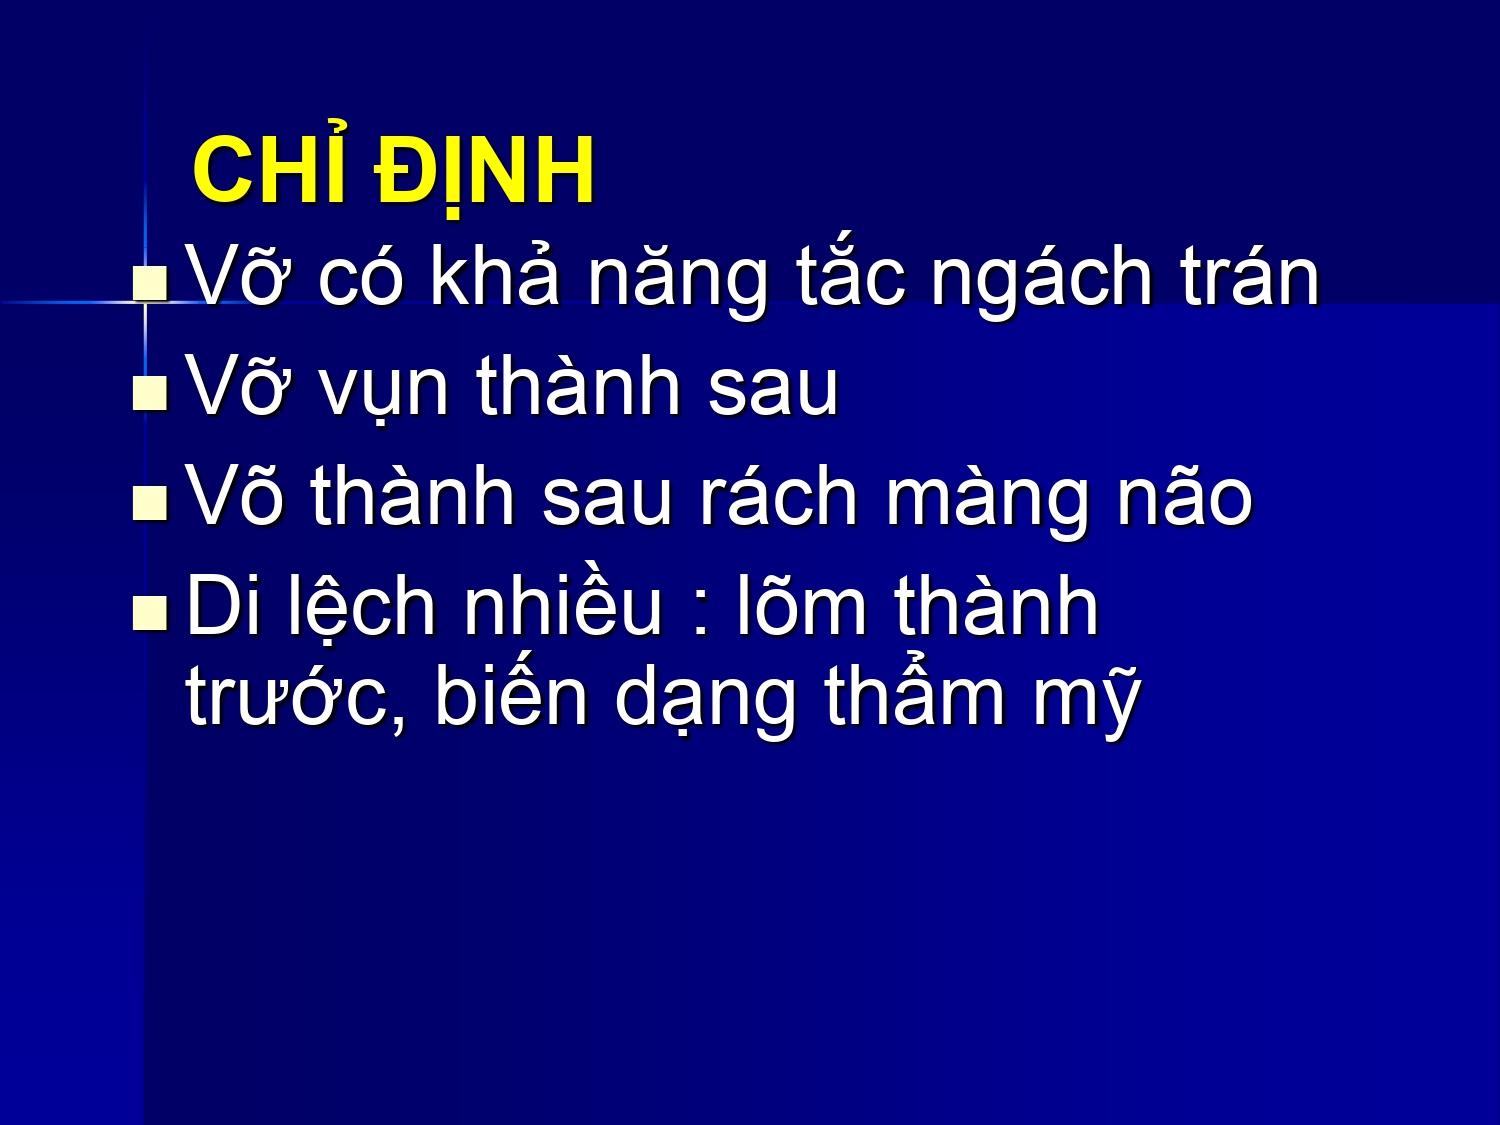 CHỈ ĐỊNH
Vỡ có khả năng tắc ngách trán
Vỡ vụn thành sau
Võ thành sau rách màng não
Di lệch nhiều : lõm thành
trước, biến dạng thẩm mỹ